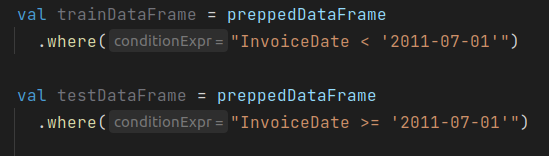 val trainDataFrame = preppedDataFrame
.where( conditionExpr = "InvoiceDate < '2011-07-01'")
val testDataFrame = preppedDataFrame
.where( conditionExpr = "InvoiceDate >= '2011-07-01'")